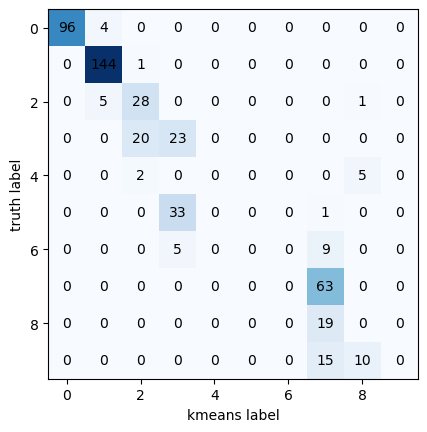 0 96 4 0 0 0 0 0 0 0 0
0 144 1 0 0 0 0 0 0 0
2 0 5 28 0 0 0 0 0 1 0
0 0 20 23 0 0 0 0 0 0
4 0 0 2 0 0 0 0 0 5 0
0 0 0 33 0 0 0 1 0 0
6 0 0 0 5 0 0 0 9 0 0
0 0 0 0 0 0 0 63 0 0
8 0 0 0 0 0 0 0 19 0 0
0 0 0 0 0 0 0 15 10 0
0 2 4 6 8
kmeans label
truth label